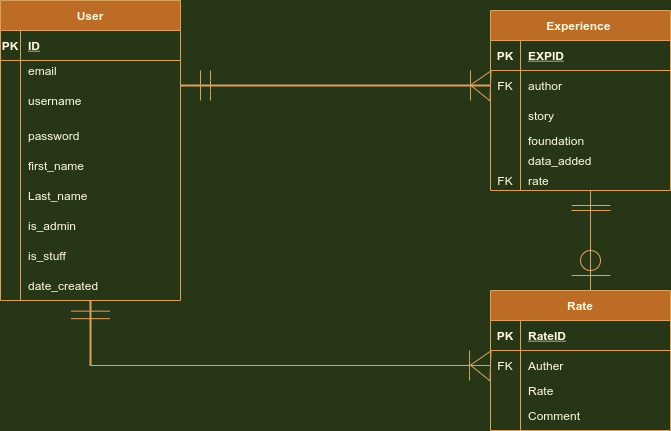 User
PK ID
email
username
password
first_name
Last_name
is_admin
is_stuff
date_created
Experience
PK EXPID
FK author
story
foundation
data_added
FK rate
Rate
PK RateID
FK Auther
Rate
Comment